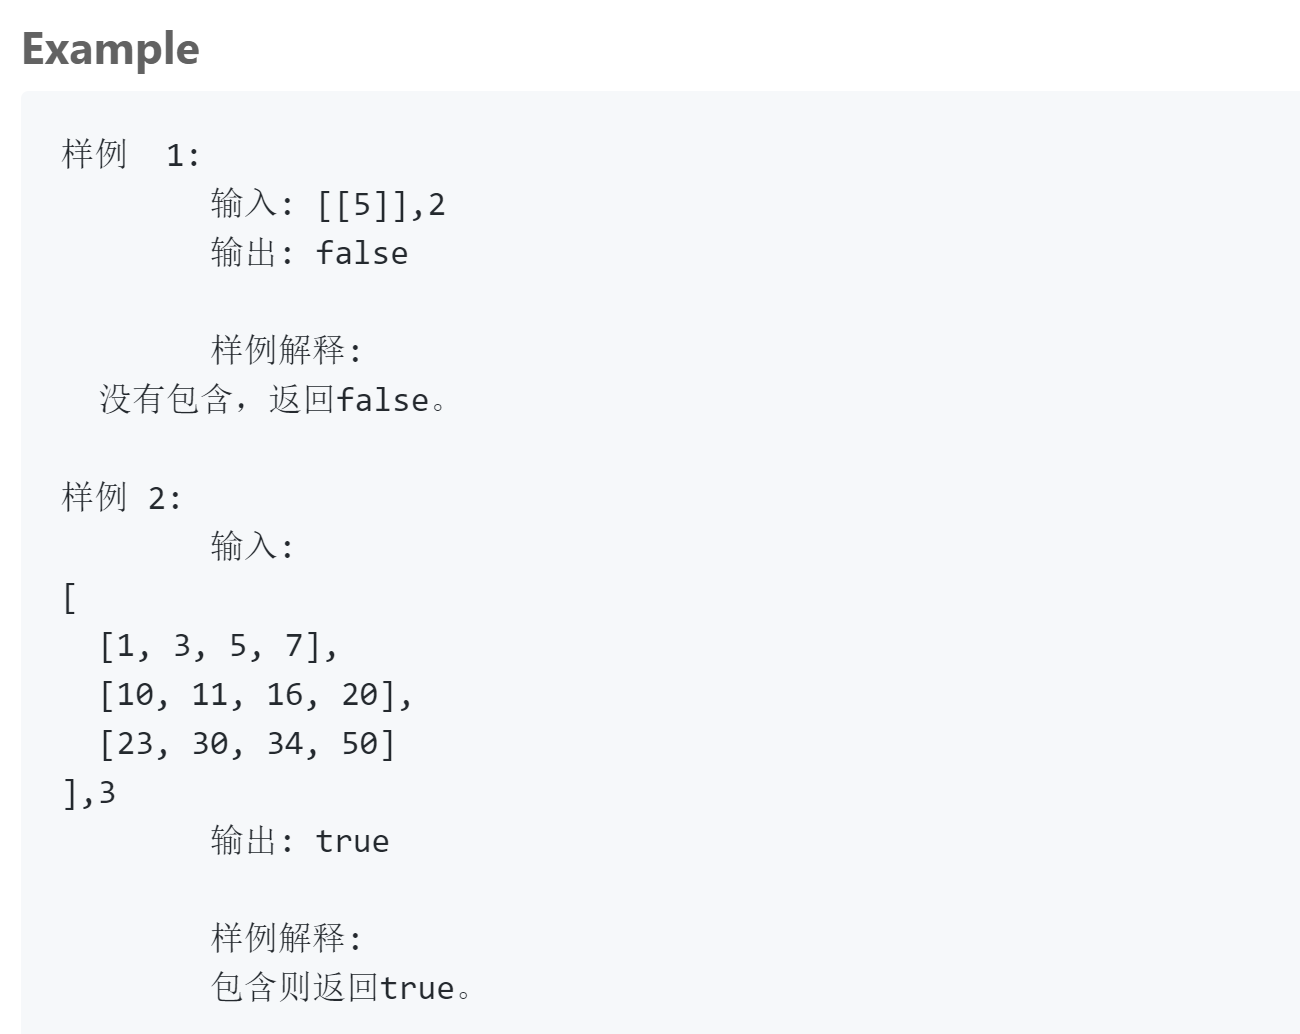 Example
样例  1:
输入: [[5]],2
输出: false
样例解释:
没有包含，返回false。
样例 2:
输入:
[
[1, 3, 5, 7],
[10, 11, 16, 20],
[23, 30, 34, 50]
],3
输出: true
样例解释:
包含则返回true。